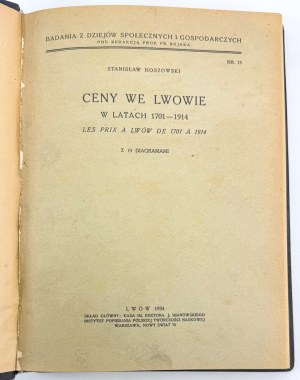 BADANIA Z DZIEJÓW SPOŁECZNYCH I GOSPODARCZYCH
POD REDAKCJĄ PROF. FR. BUJAKA
NR. 13
STANISŁAW HOSZOWSKI
CENY WE LWOWIE
W LATACH 1701—1914
LES PRIX A LWÓW DE 1701 A 1914
Z 14 DIAGRAMAMI
LWÓW 1934
SKŁAD GŁÓWNY: KASA IM. REKTORA J. MIANOWSKIEGO
INSTYTUT POPIERANIA POLSKIEJ TWÓRCZOŚCI NAUKOWEJ
WARSZAWA, NOWY ŚWIAT 72